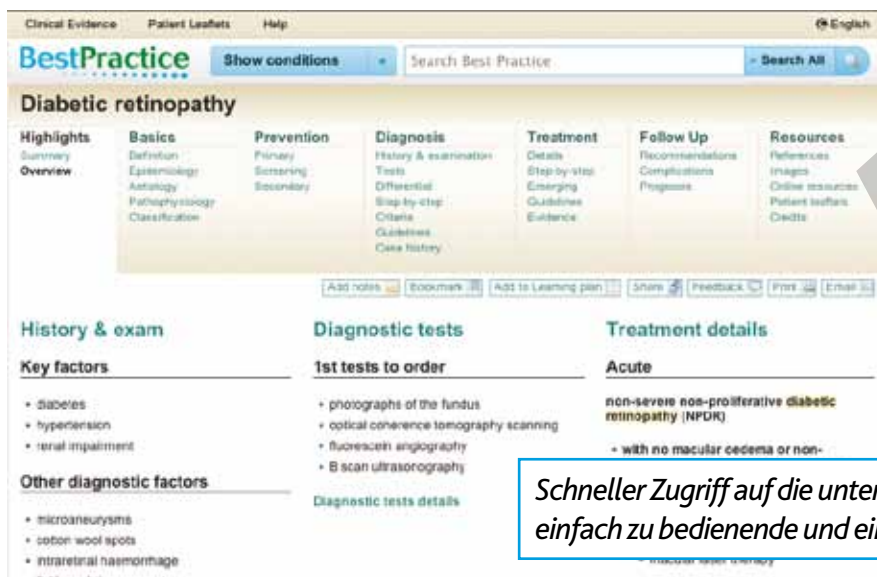 Clinical Evidence Patient Leaflets Help English
BestPractice Show conditions Search Best Practice Search All
Diabetic retinopathy
Highlights
Summary
Overview
Basics
Definition
Epidemiology
Aetiology
Pathophysiology
Classification
Prevention
Primary
Screening
Secondary
Diagnosis
History & examination
Tests
Differential
Step-by-step
Criteria
Guidelines
Case history
Treatment
Details
Step-by-step
Emerging
Guidelines
Evidence
Follow Up
Recommendations
Complications
Prognosis
Resources
References
Images
Online resources
Patient leaflets
Credits
Add notes Bookmark Add to Learning plan Share Feedback Print Email
History & exam
Key factors
• diabetes
• hypertension
• renal impairment
Other diagnostic factors
• microaneurysms
• cotton wool spots
• intraretinal haemorrhage
Diagnostic tests
1st tests to order
• photographs of the fundus
• optical coherence tomography scanning
• fluorescein angiography
• B scan ultrasonography
Diagnostic tests details
Treatment details
Acute
non-severe non-proliferative diabetic
retinopathy (NPDR)
• with no macular oedema or non-
Schneller Zugriff auf die unter
einfach zu bedienende und
• macular laser therapy